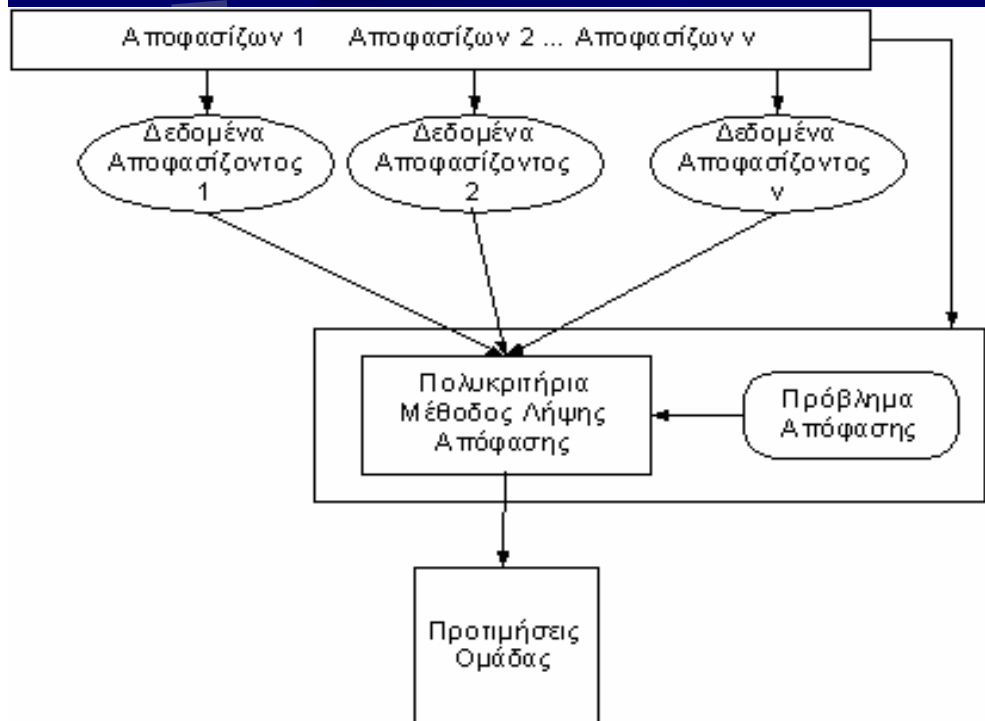 Αποφασίζων 1 Αποφασίζων 2 ... Αποφασίζων ν
Δεδομένα
Αποφασίζοντος
1
Δεδομένα
Αποφασίζοντος
2
Δεδομένα
Αποφασίζοντος
ν
Πολυκριτήρια
Μέθοδος Λήψης
Απόφασης
Πρόβλημα
Απόφασης
Προτιμήσεις
Ομάδας